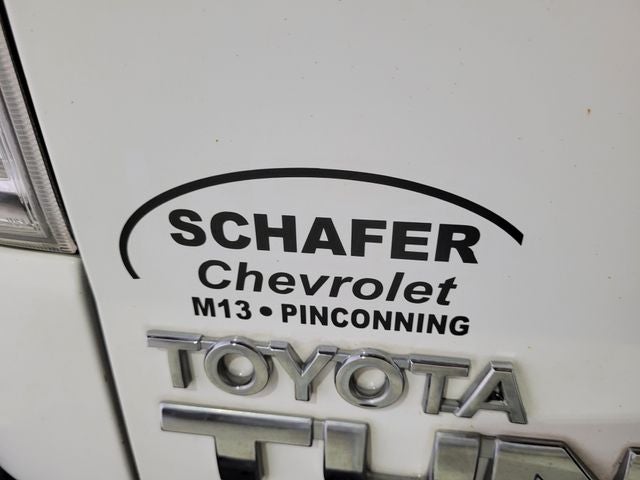 SCHAFER
Chevrolet
M13 • PINCONNING
TOYOTA